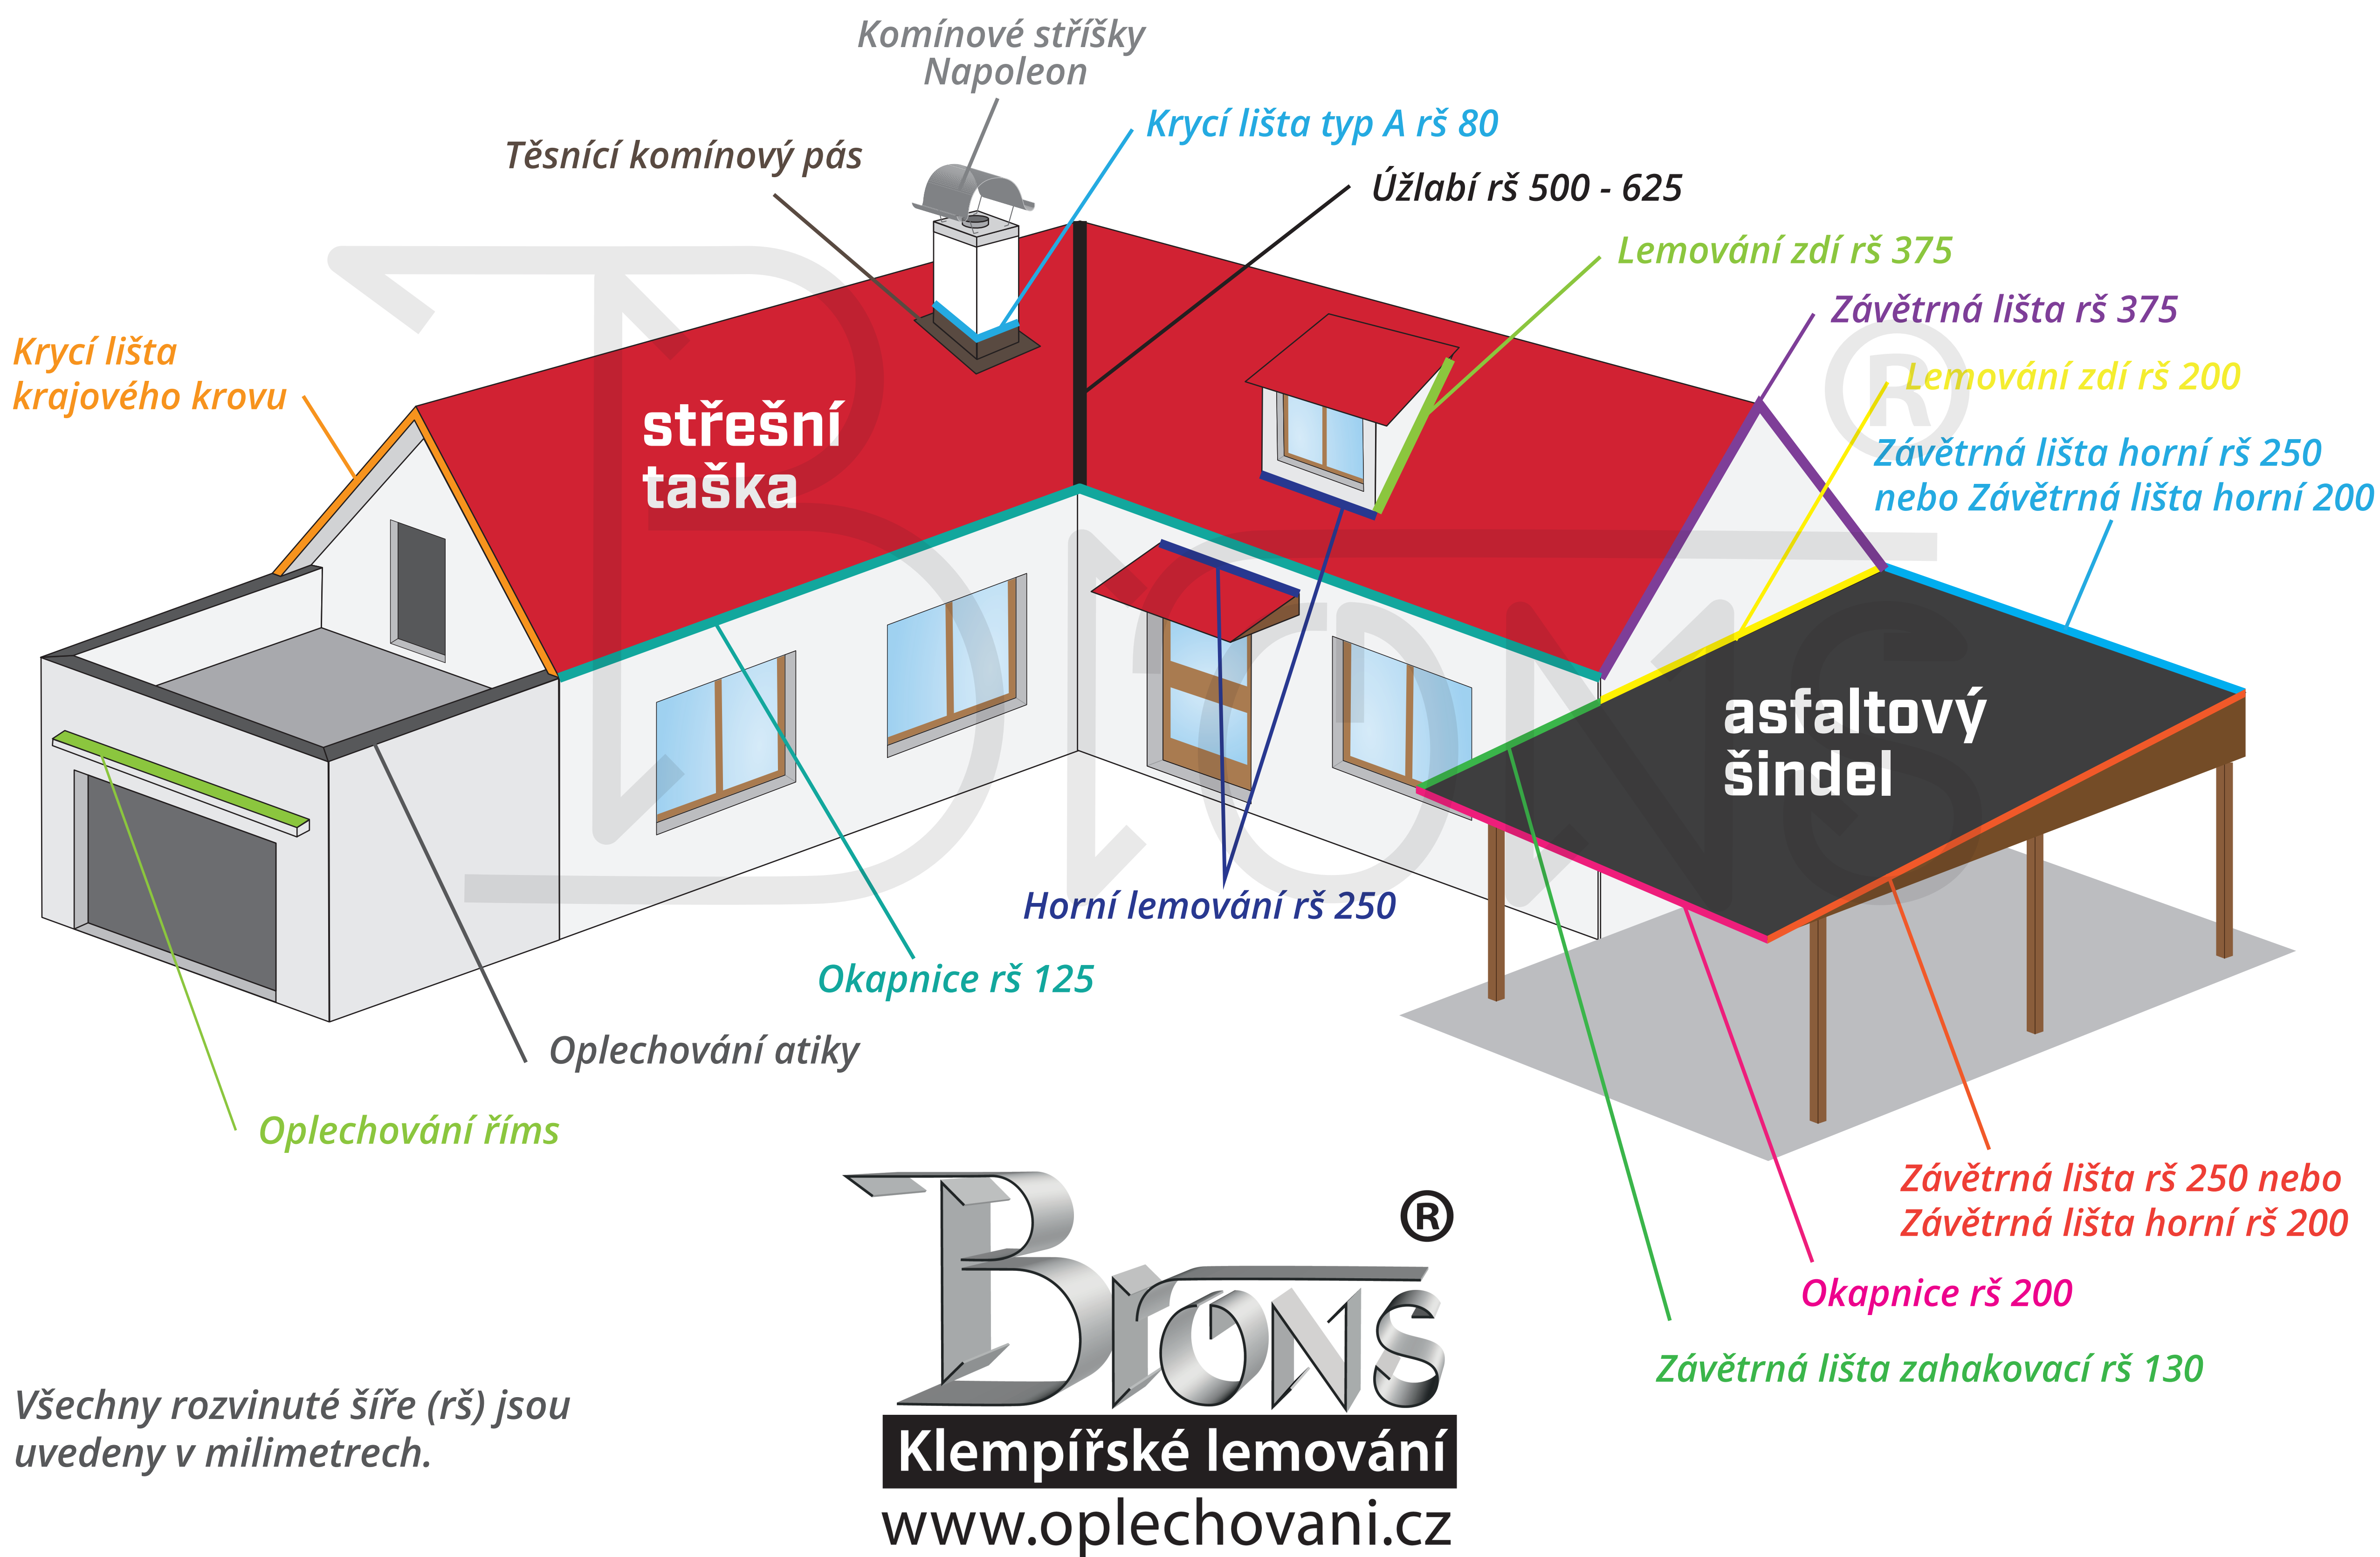 Komínové stříšky
Napoleon
Krycí lišta typ A rš 80
Těsnící komínový pás
Úžlabí rš 500 - 625
Lemování zdí rš 375
Závětrná lišta rš 375
Krycí lišta
krajového krovu
Lemování zdí rš 200
®
střešní
taška
Závětrná lišta horní rš 250
nebo Závětrná lišta horní 200
Brons
asfaltový
šindel
Horní lemování rš 250
Okapnice rš 125
Oplechování atiky
Oplechování říms
Závětrná lišta rš 250 nebo
Závětrná lišta horní rš 200
Okapnice rš 200
Závětrná lišta zahakovací rš 130
Brons®
Všechny rozvinuté šíře (rš) jsou
uvedeny v milimetrech.
Klempířské lemování
www.oplechovani.cz